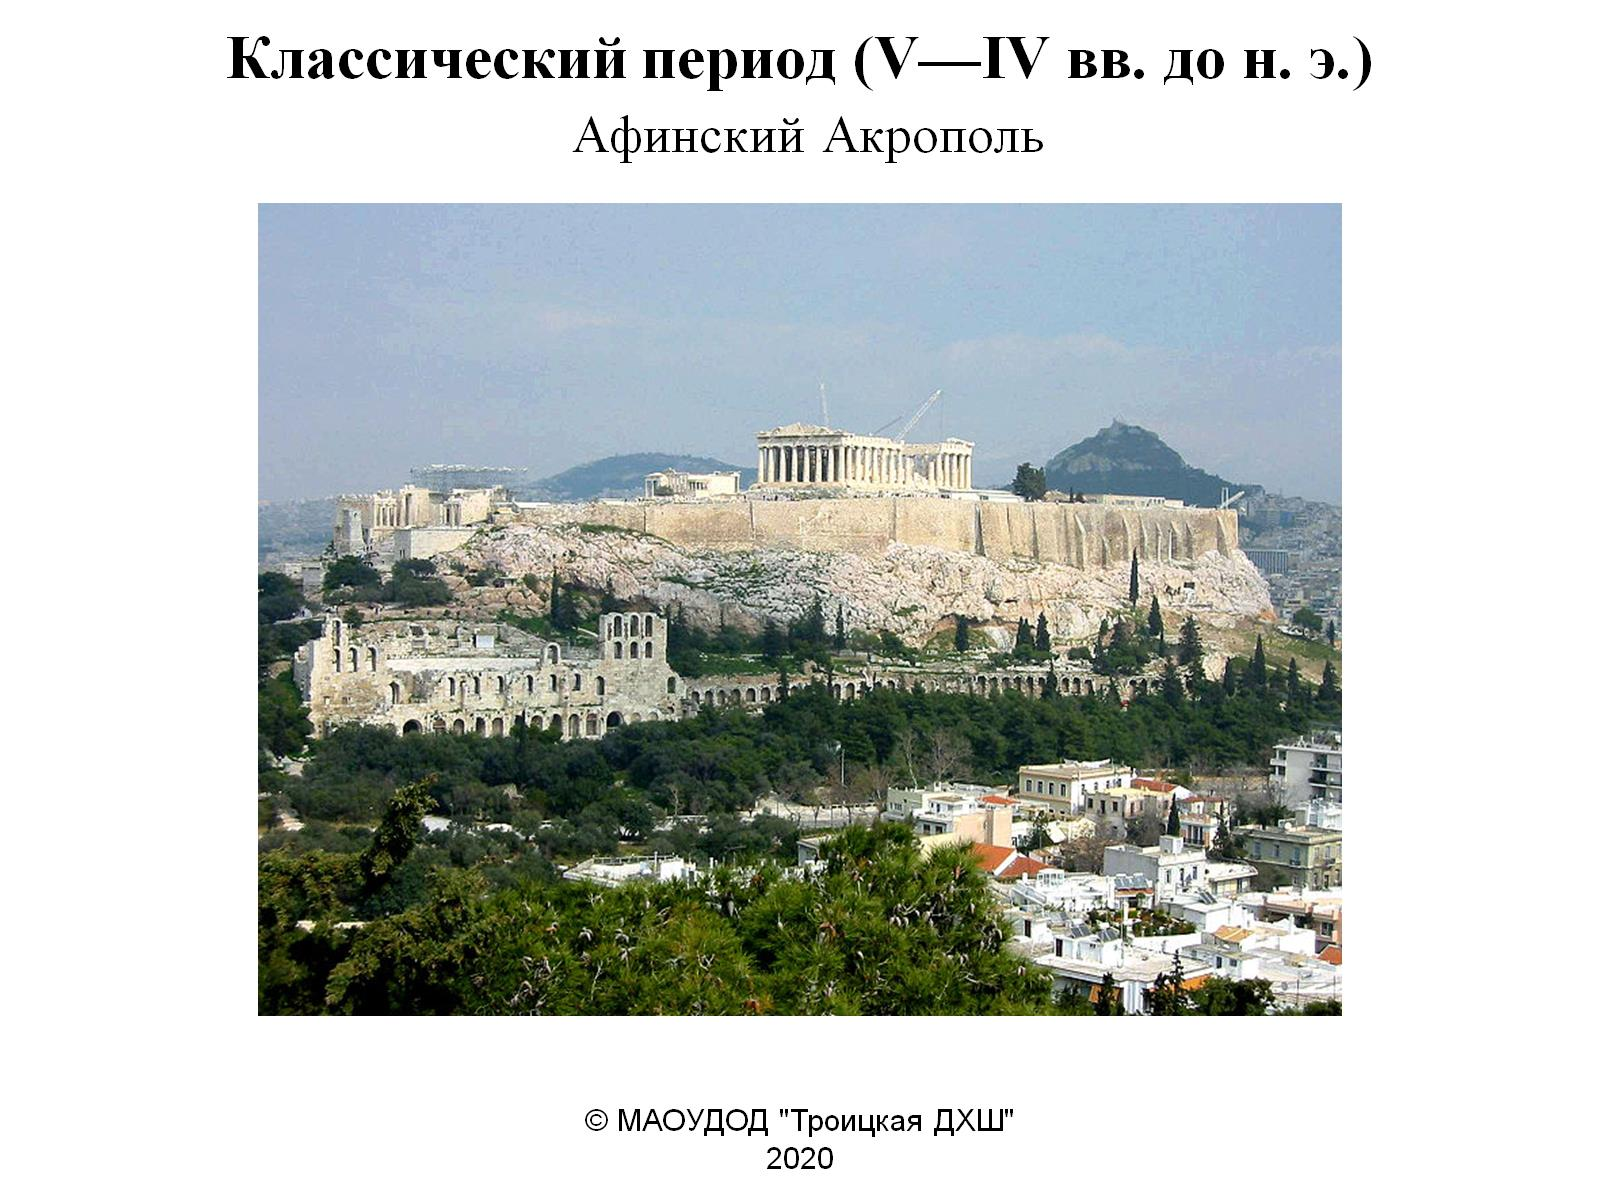 Классический период (V—IV вв. до н. э.)
Афинский Акрополь
© МАОУДОД "Троицкая ДХШ"
2020